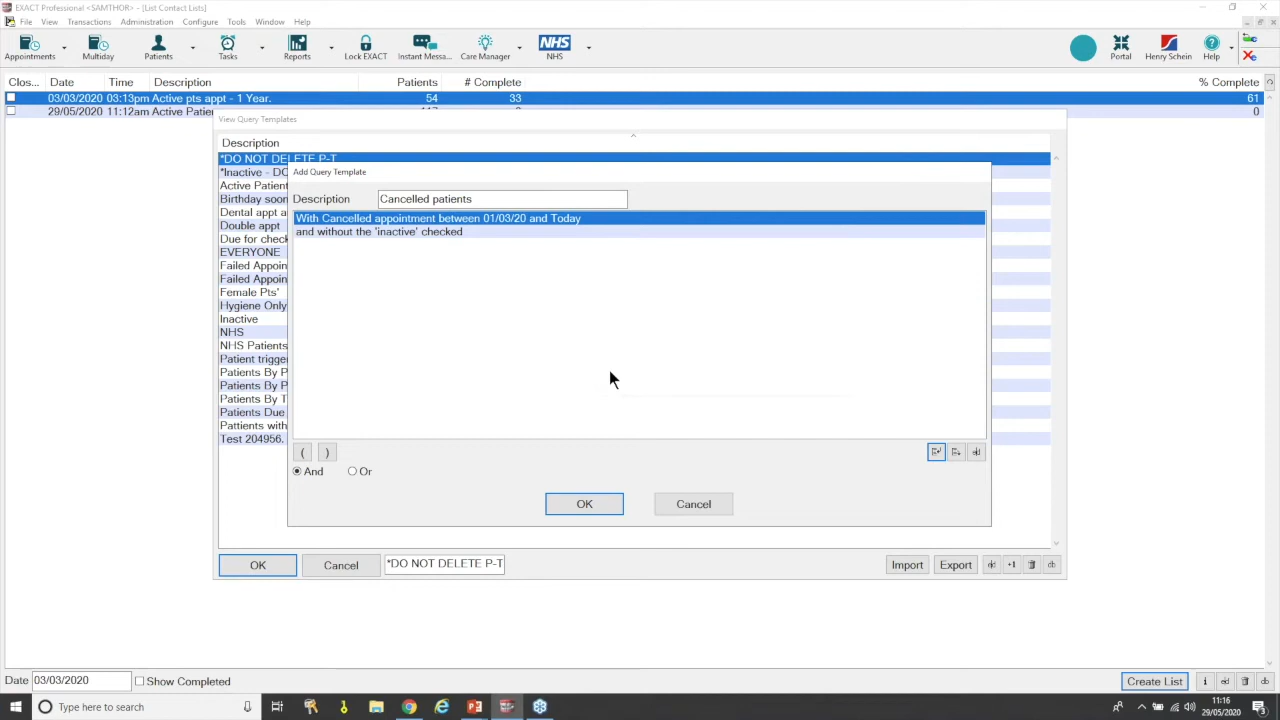 EXACT Professional <SAMTHOR> - [List Contact Lists]
File View Transactions Administration Configure Tools Window Help
Appointments Multiday Patients Tasks Reports Lock EXACT Instant Messa... Care Manager NHS NHS Portal Henry Schein Help
Clos... Date Time Description Patients # Complete % Complete
03/03/2020 03:13pm Active pts appt - 1 Year. 54 33 61
29/05/2020 11:12am Active Patie 0
View Query Templates
Description
*DO NOT DELETE P-T
Add Query Template
*Inactive - DO
Active Patient
Description Cancelled patients
Birthday soon
Dental appt a
With Cancelled appointment between 01/03/20 and Today
Double appt
and without the 'inactive' checked
Due for check
EVERYONE
Failed Appoin
Failed Appoin
Female Pts'
Hygiene Only
Inactive
NHS
NHS Patients
Patient trigge
Patients By P
Patients By P
Patients By T
Patients Due
Pattients with
Test 204956.
( )
And Or
OK Cancel
OK Cancel *DO NOT DELETE P-T Import Export +1
Date 03/03/2020 Show Completed Create List
Type here to search
11:16
29/05/2020
3